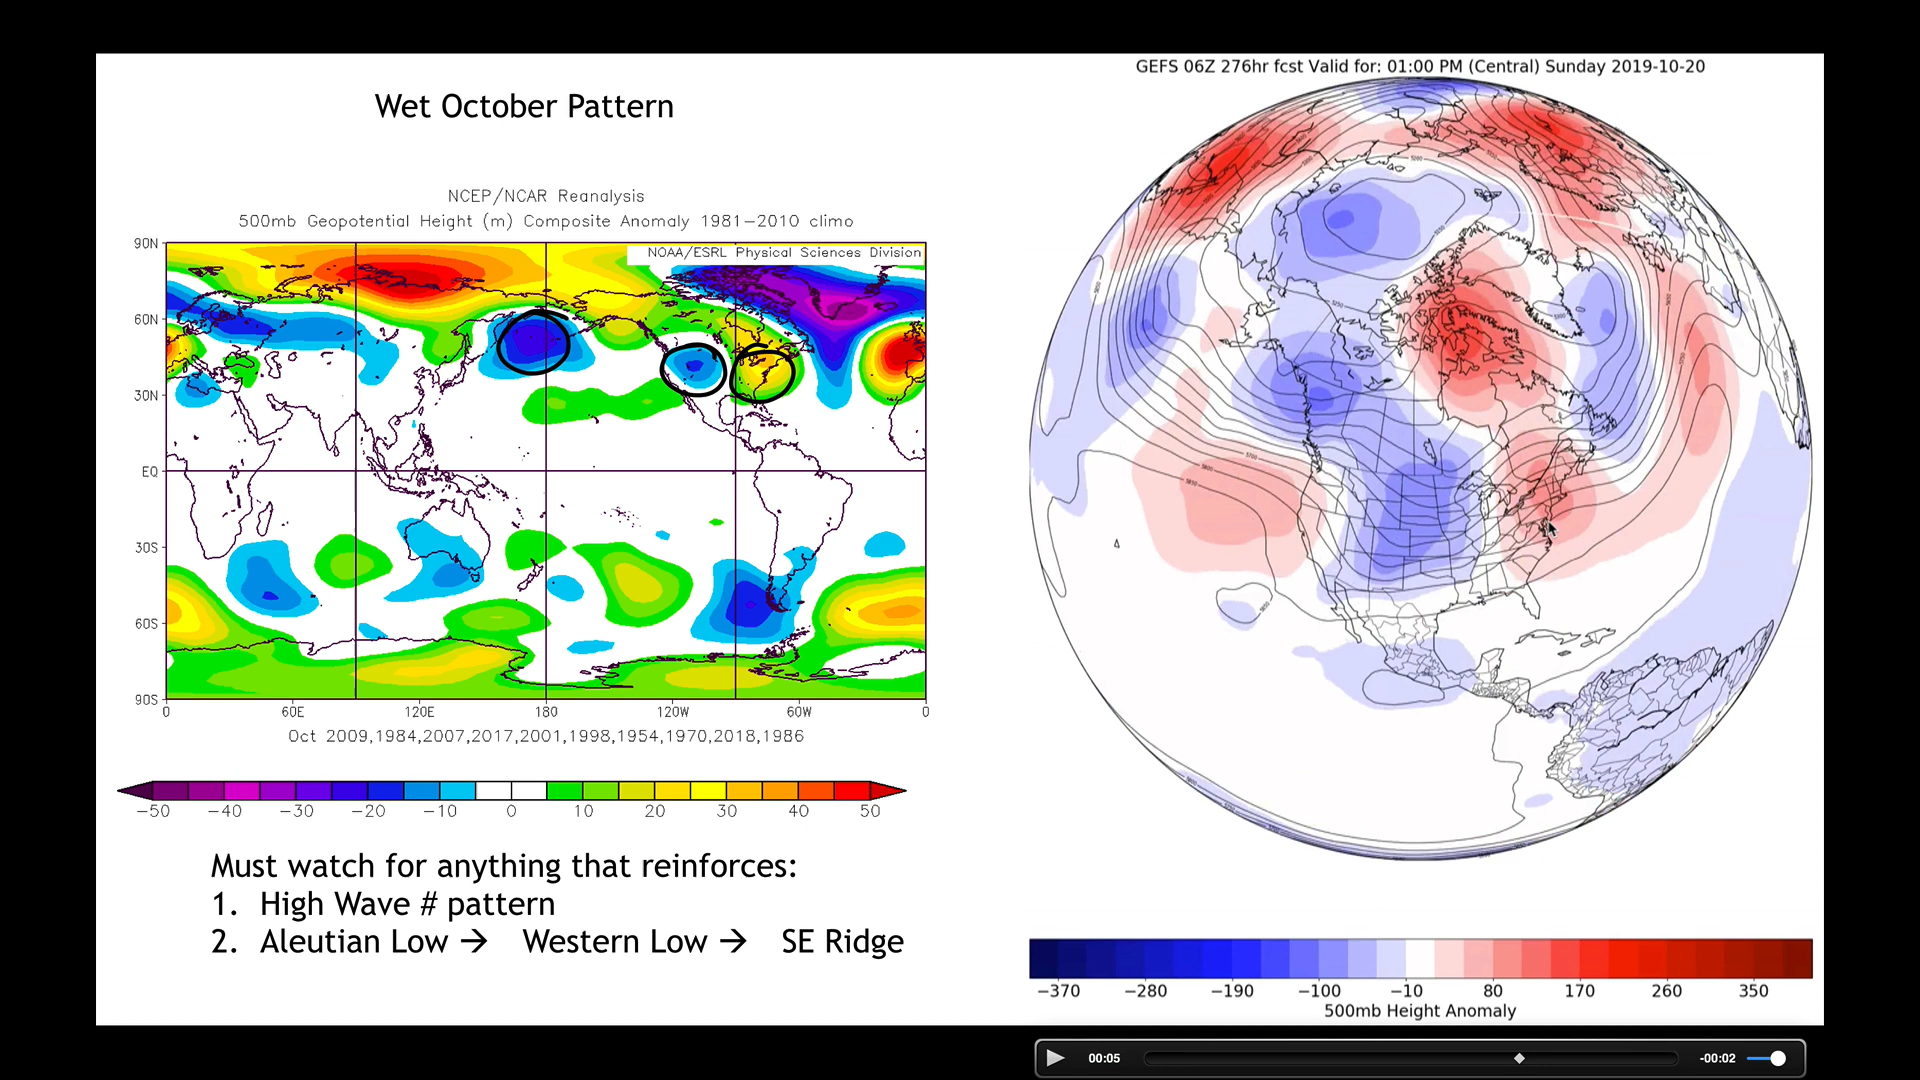 GEFS 06Z 276hr fcst Valid for: 01:00 PM (Central) Sunday 2019-10-20
Wet October Pattern
NCEP/NCAR Reanalysis
500mb Geopotential Height (m) Composite Anomaly 1981-2010 climo
NOAA/ESRL Physical Sciences Division
90N
60N
30N
EQ
30S
60S
90S
0 60E 120E 180 120W 60W 0
Oct 2009,1984,2007,2017,2001,1998,1954,1970,2018,1986
-50 -40 -30 -20 -10 0 10 20 30 40 50
Must watch for anything that reinforces:
1. High Wave # pattern
2. Aleutian Low → Western Low → SE Ridge
-370 -280 -190 -100 -10 80 170 260 350
500mb Height Anomaly
00:05 -00:02